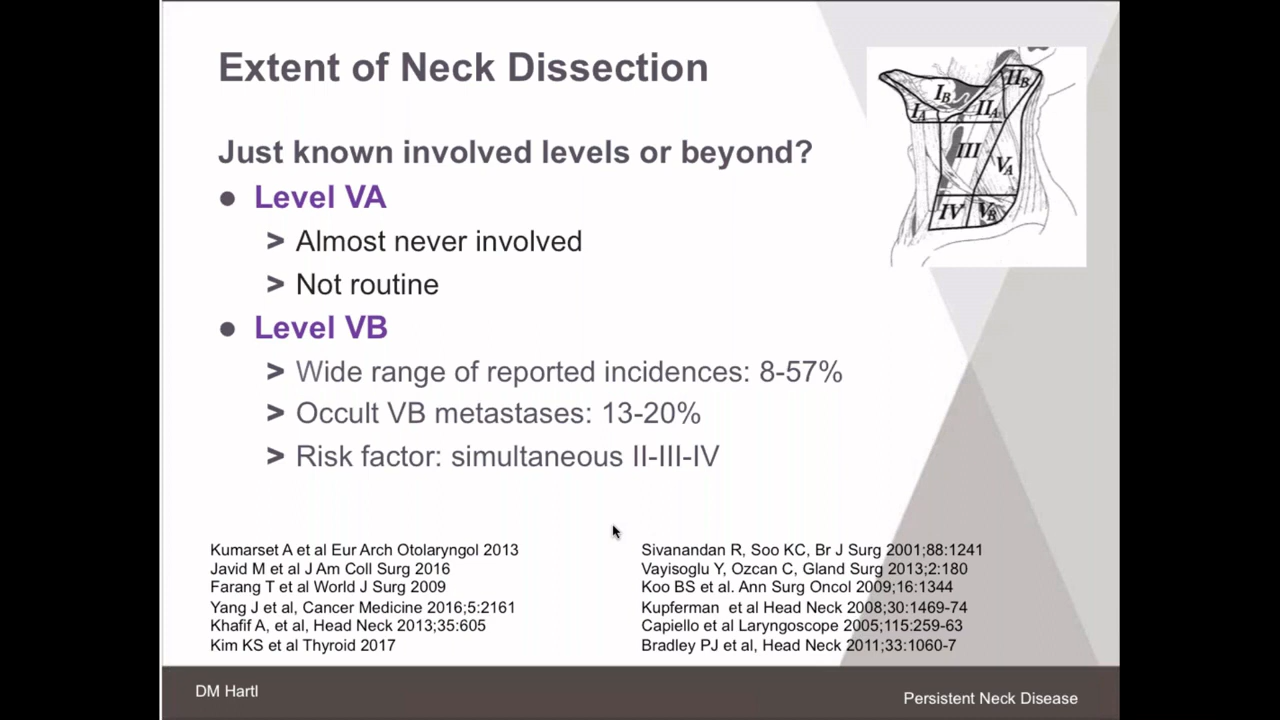 Extent of Neck Dissection
I_B
II_B
I_A
II_A
III
V_A
IV
V_B
Just known involved levels or beyond?
● Level VA
> Almost never involved
> Not routine
● Level VB
> Wide range of reported incidences: 8-57%
> Occult VB metastases: 13-20%
> Risk factor: simultaneous II-III-IV
Kumarset A et al Eur Arch Otolaryngol 2013
Javid M et al J Am Coll Surg 2016
Farang T et al World J Surg 2009
Yang J et al, Cancer Medicine 2016;5:2161
Khafif A, et al, Head Neck 2013;35:605
Kim KS et al Thyroid 2017
Sivanandan R, Soo KC, Br J Surg 2001;88:1241
Vayisoglu Y, Ozcan C, Gland Surg 2013;2:180
Koo BS et al. Ann Surg Oncol 2009;16:1344
Kupferman et al Head Neck 2008;30:1469-74
Capiello et al Laryngoscope 2005;115:259-63
Bradley PJ et al, Head Neck 2011;33:1060-7
DM Hartl
Persistent Neck Disease